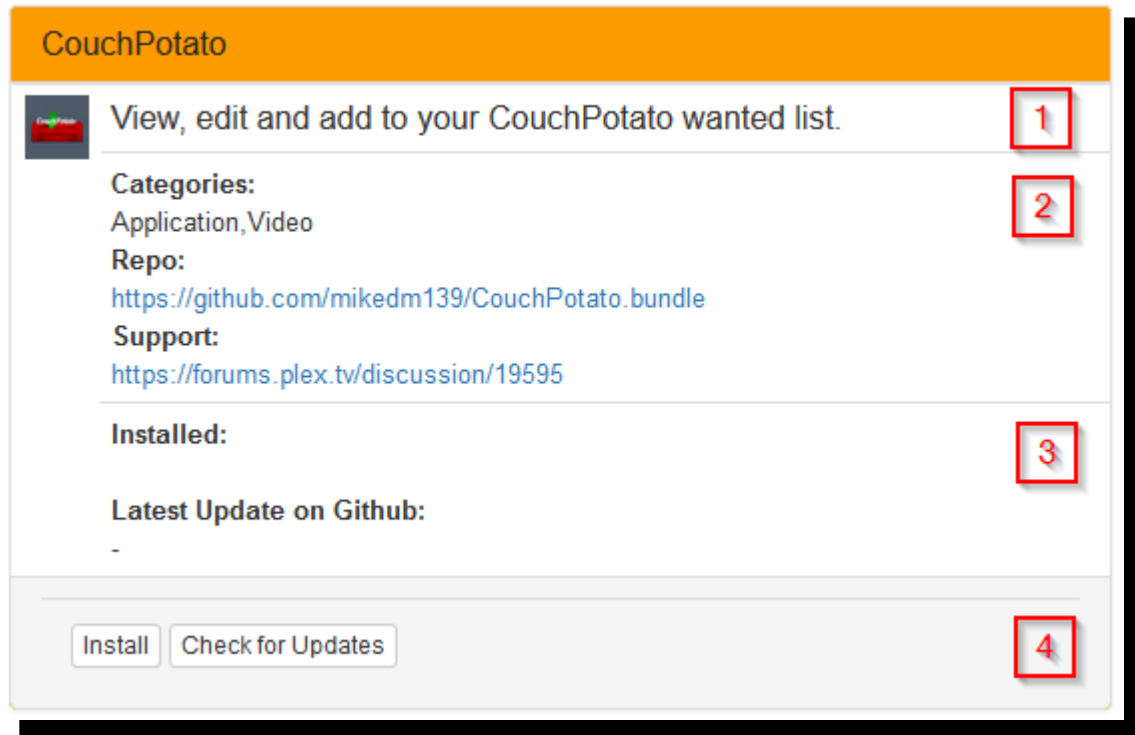 CouchPotato
CouchPotato
View, edit and add to your CouchPotato wanted list.
1
Categories:
2
Application,Video
Repo:
https://github.com/mikedm139/CouchPotato.bundle
Support:
https://forums.plex.tv/discussion/19595
Installed:
3
Latest Update on Github:
-
Install
Check for Updates
4